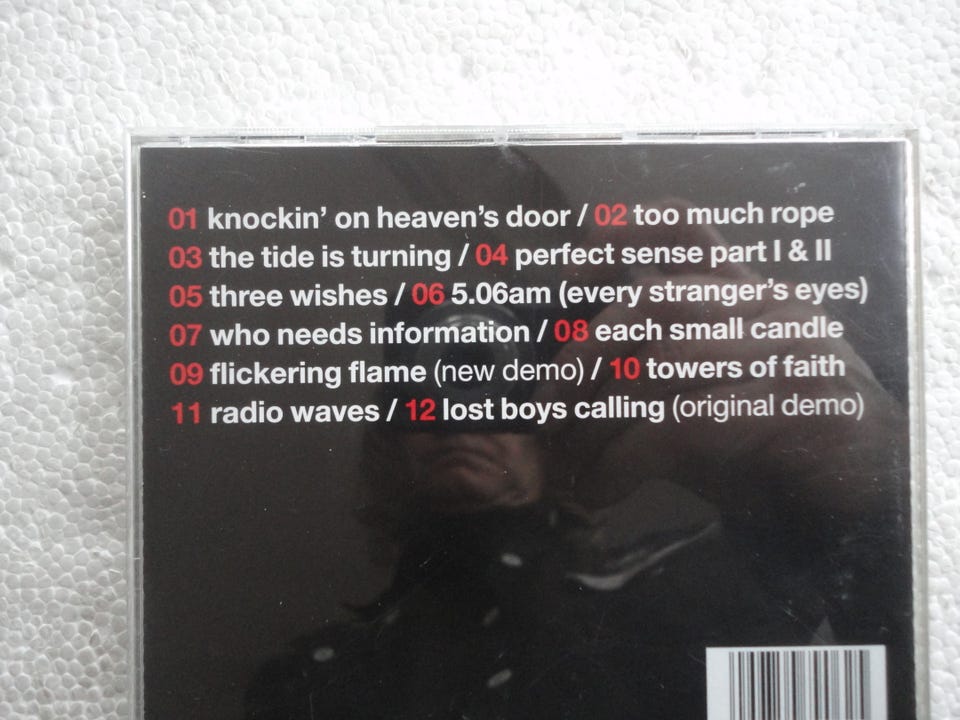 01 knockin’ on heaven’s door / 02 too much rope
03 the tide is turning / 04 perfect sense part I & II
05 three wishes / 06 5.06am (every stranger’s eyes)
07 who needs information / 08 each small candle
09 flickering flame (new demo) / 10 towers of faith
11 radio waves / 12 lost boys calling (original demo)